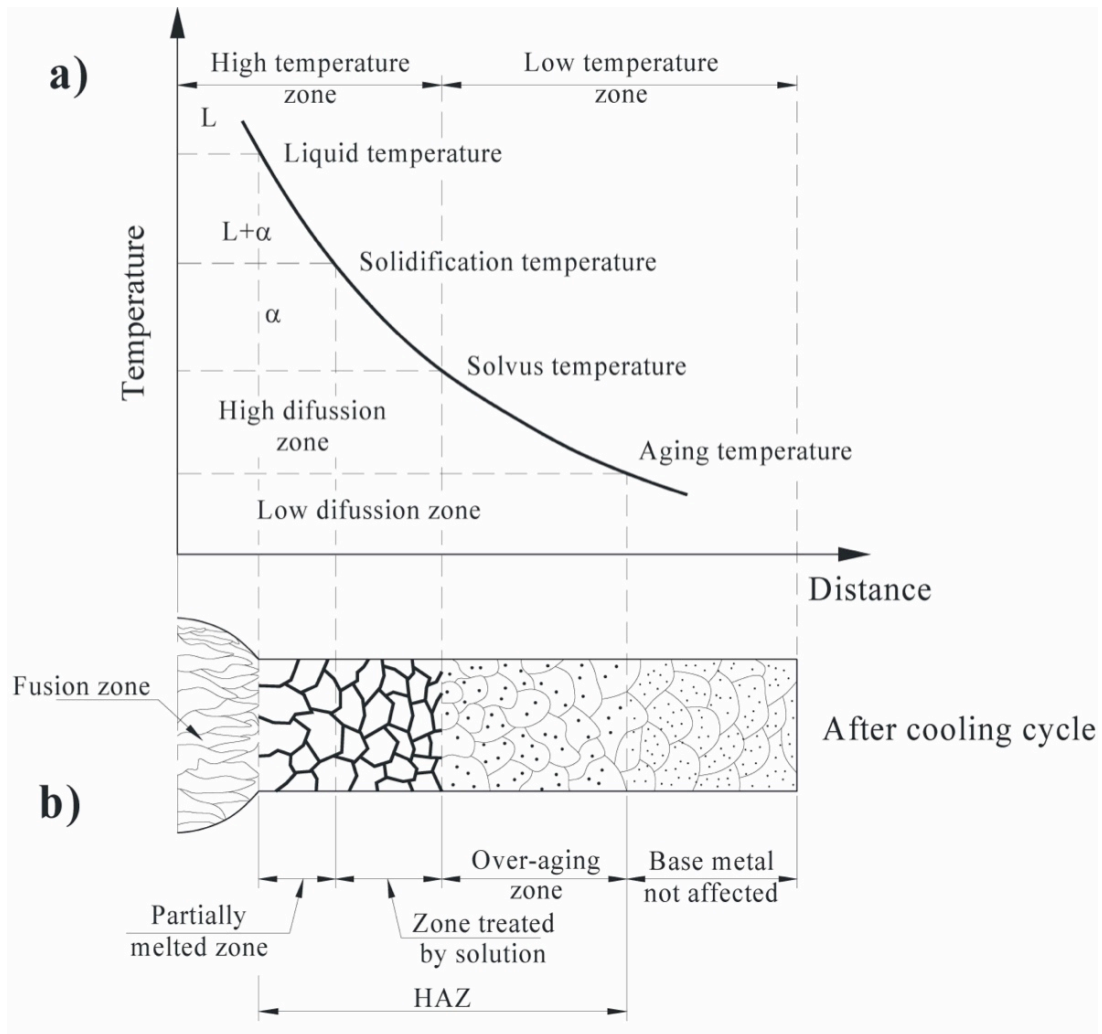 a)
High temperature
zone
Low temperature
zone
L
Liquid temperature
L+α
Solidification temperature
α
Solvus temperature
High difussion
zone
Aging temperature
Low difussion zone
Temperature
Distance
Fusion zone
After cooling cycle
b)
Over-aging
zone
Base metal
not affected
Partially
melted zone
Zone treated
by solution
HAZ